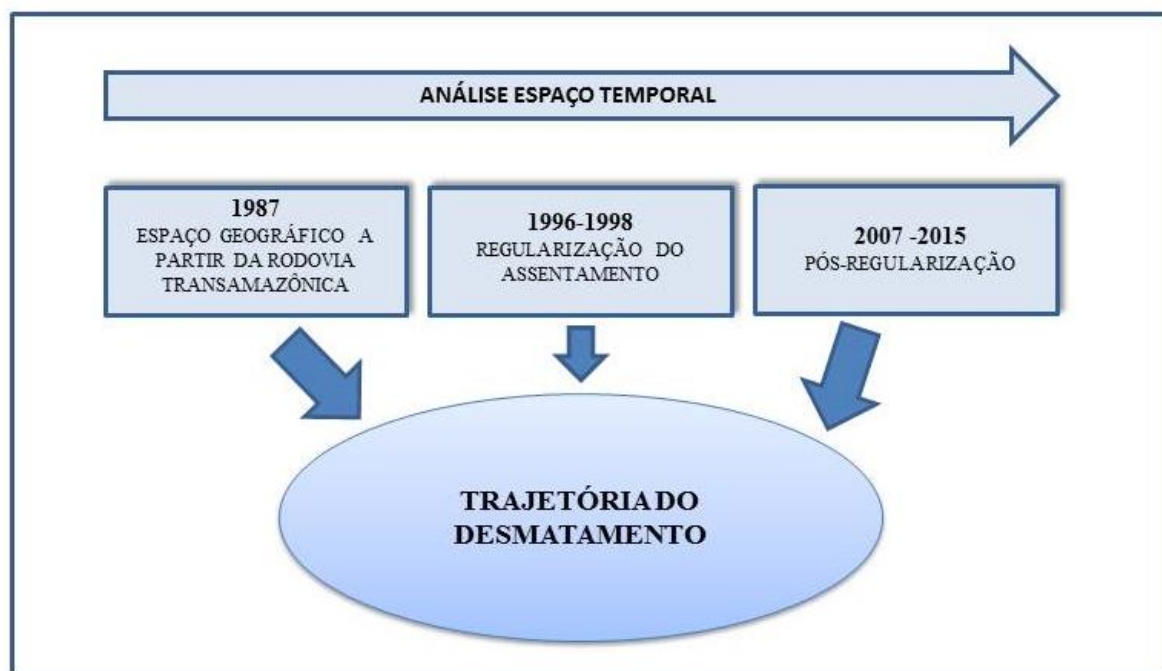 ANÁLISE ESPAÇO TEMPORAL
1987
ESPAÇO GEOGRÁFICO A
PARTIR DA RODOVIA
TRANSAMAZÔNICA
1996-1998
REGULARIZAÇÃO DO
ASSENTAMENTO
2007 -2015
PÓS-REGULARIZAÇÃO
TRAJETÓRIA DO
DESMATAMENTO